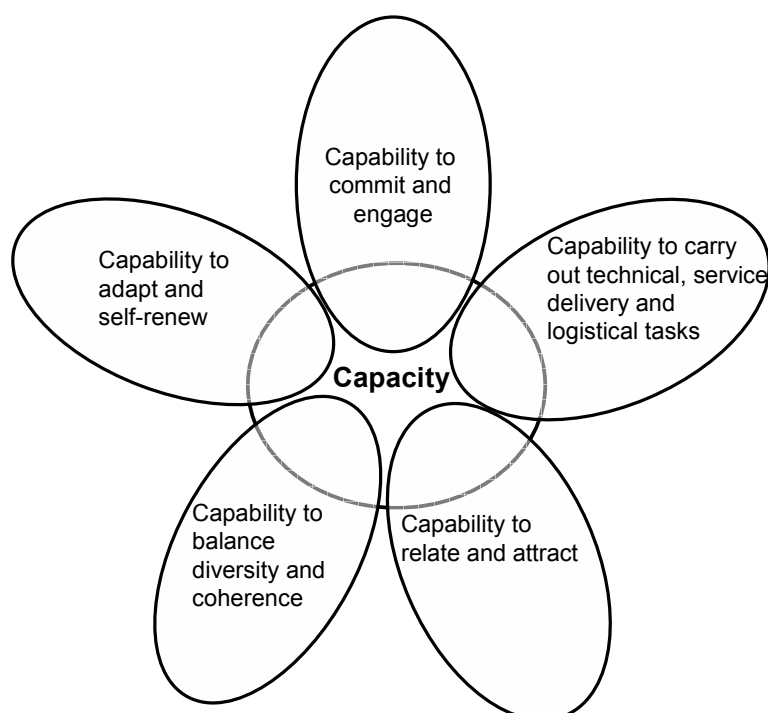 Capability to
commit and
engage
Capability to
adapt and
self-renew
Capability to carry
out technical, service
delivery and
logistical tasks
Capacity
Capability to
balance
diversity and
coherence
Capability to
relate and attract